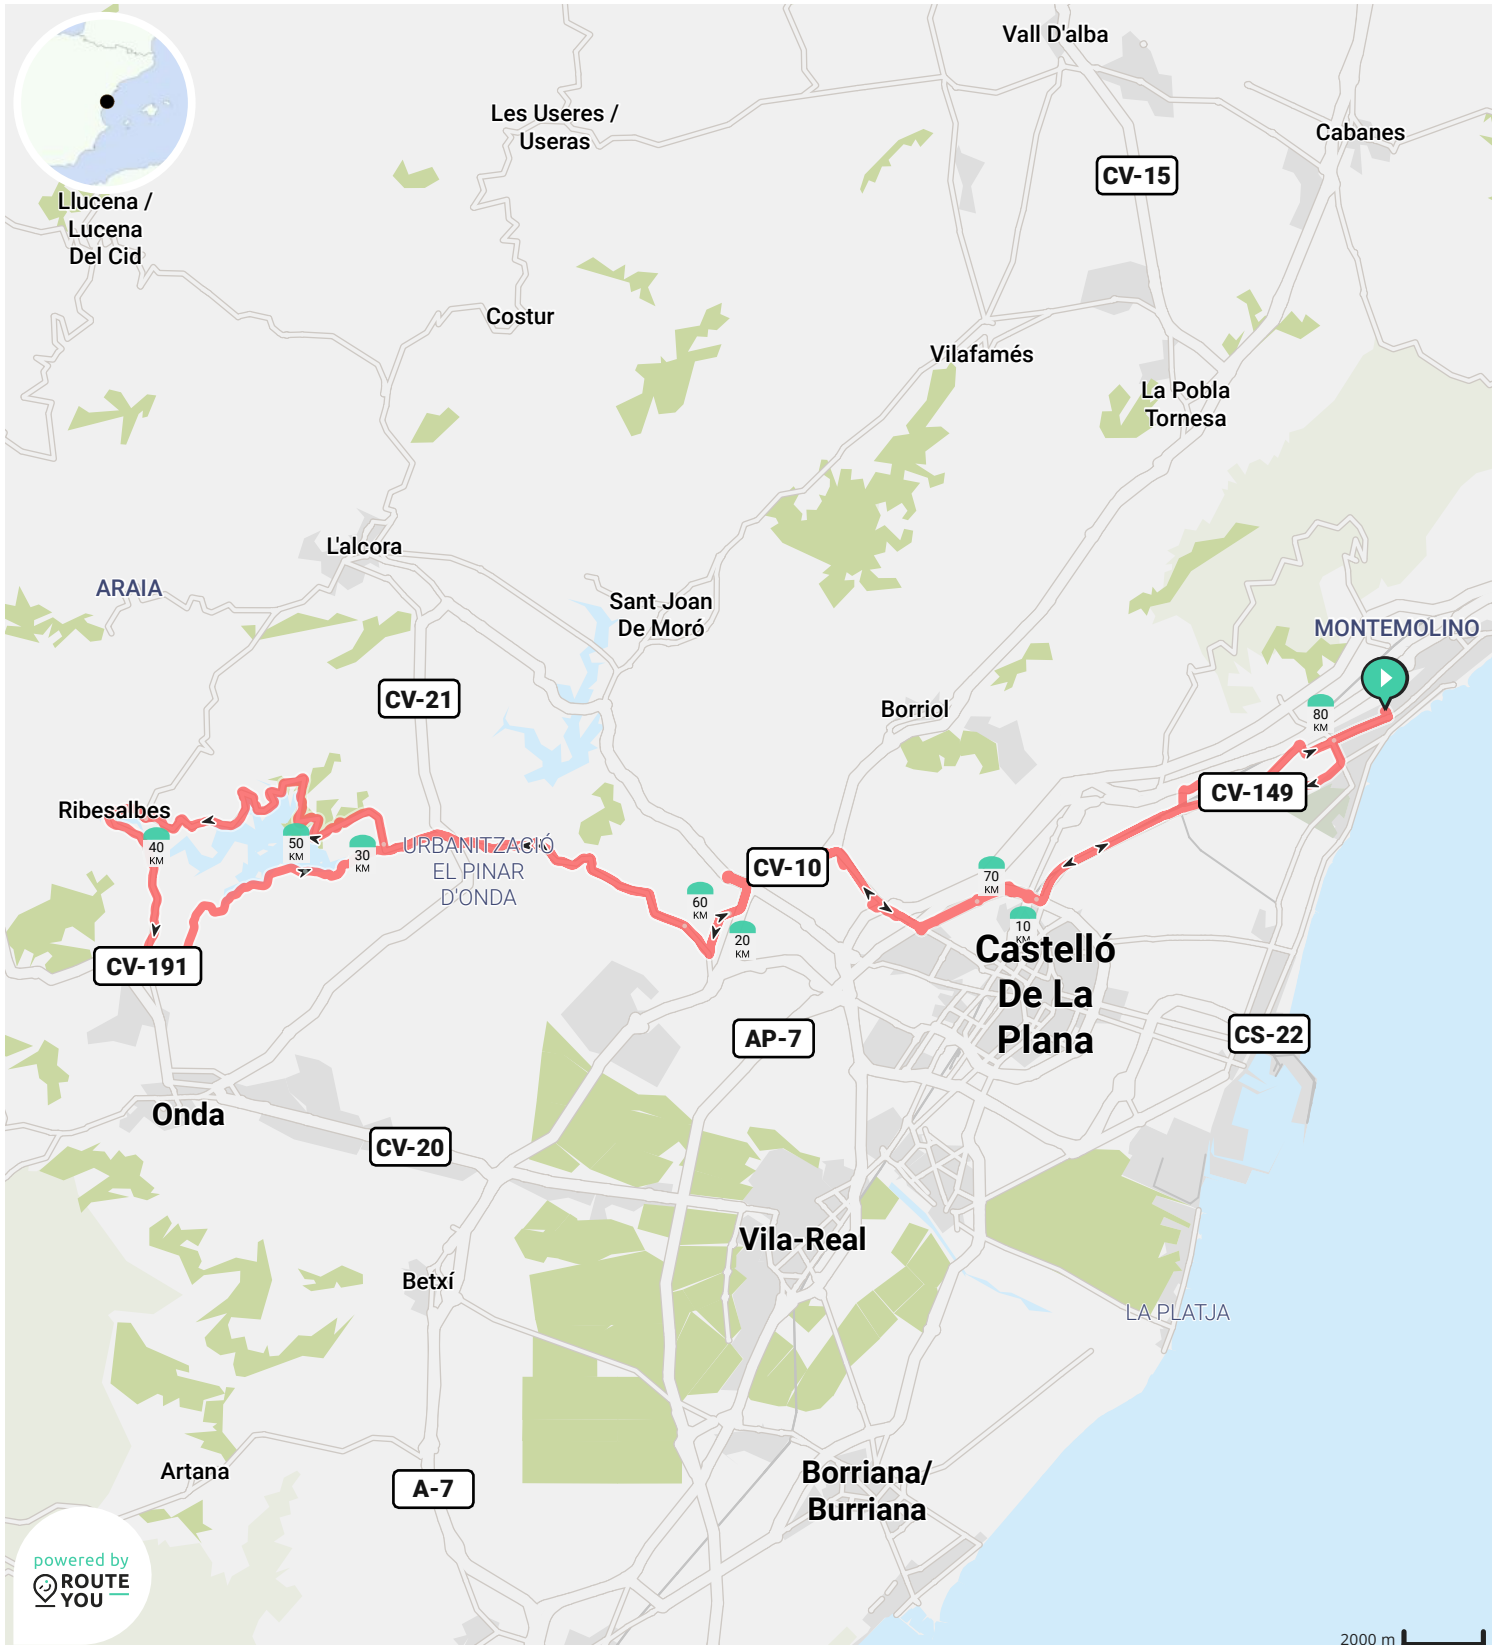 Vall D'alba
Les Useres /
Useras
Cabanes
CV-15
Llucena /
Lucena
Del Cid
Costur
Vilafamés
La Pobla
Tornesa
L'alcora
ARAIA
Sant Joan
De Moró
MONTEMOLINO
CV-21
Borriol
80
KM
CV-149
Ribesalbes
40
KM
50
KM
30
KM
URBANITZACIÓ
EL PINAR
D'ONDA
CV-10
60
KM
20
KM
70
KM
10
KM
Castelló
De La
Plana
CV-191
AP-7
CS-22
Onda
CV-20
Vila-Real
Betxí
LA PLATJA
Artana
A-7
Borriana/
Burriana
powered by
ROUTE
YOU
2000 m